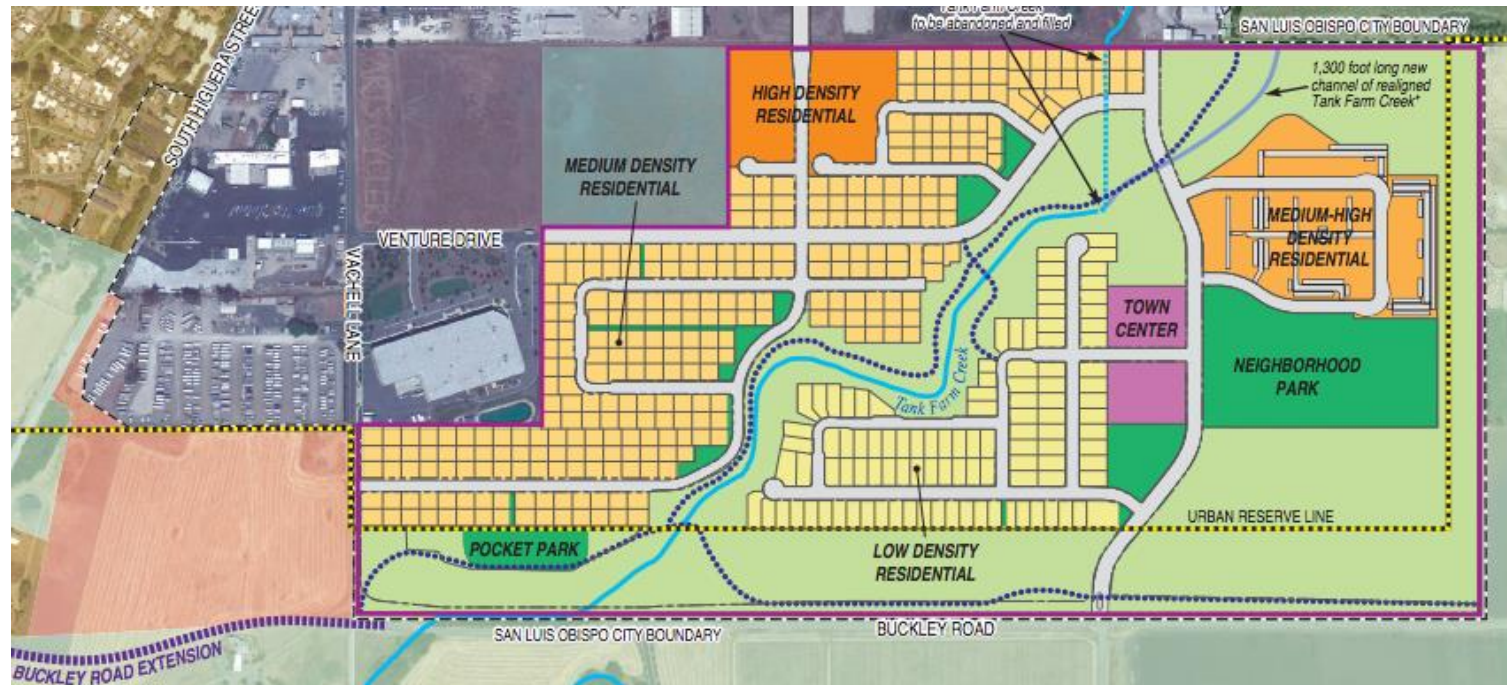 Tank Farm Creek
to be abandoned and filled
SAN LUIS OBISPO CITY BOUNDARY
SOUTH HIGUERA STREET
1,300 foot long new
channel of realigned
Tank Farm Creek*
HIGH DENSITY
RESIDENTIAL
MEDIUM DENSITY
RESIDENTIAL
VENTURE DRIVE
VACHELL LANE
MEDIUM-HIGH
DENSITY
RESIDENTIAL
TOWN
CENTER
NEIGHBORHOOD
PARK
Tank Farm Creek
URBAN RESERVE LINE
POCKET PARK
LOW DENSITY
RESIDENTIAL
SAN LUIS OBISPO CITY BOUNDARY
BUCKLEY ROAD
BUCKLEY ROAD EXTENSION